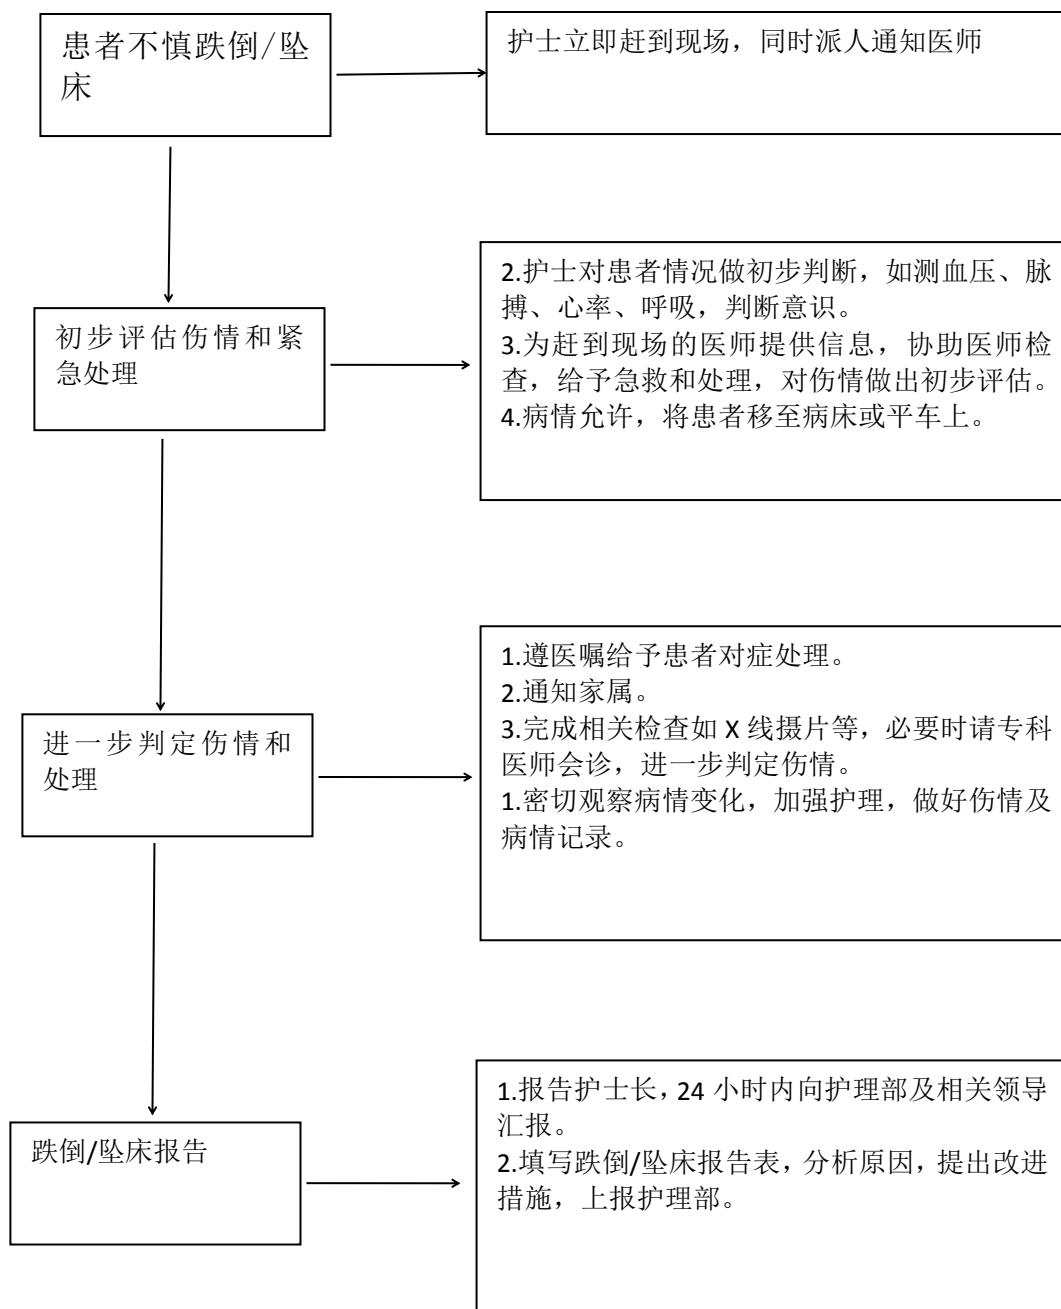 患者不慎跌倒/坠
床
护士立即赶到现场，同时派人通知医师
初步评估伤情和紧
急处理
2.护士对患者情况做初步判断，如测血压、脉
搏、心率、呼吸，判断意识。
3.为赶到现场的医师提供信息，协助医师检
查，给予急救和处理，对伤情做出初步评估。
4.病情允许，将患者移至病床或平车上。
进一步判定伤情和
处理
1.遵医嘱给予患者对症处理。
2.通知家属。
3.完成相关检查如 X 线摄片等，必要时请专科
医师会诊，进一步判定伤情。
1.密切观察病情变化，加强护理，做好伤情及
病情记录。
跌倒/坠床报告
1.报告护士长，24 小时内向护理部及相关领导
汇报。
2.填写跌倒/坠床报告表，分析原因，提出改进
措施，上报护理部。